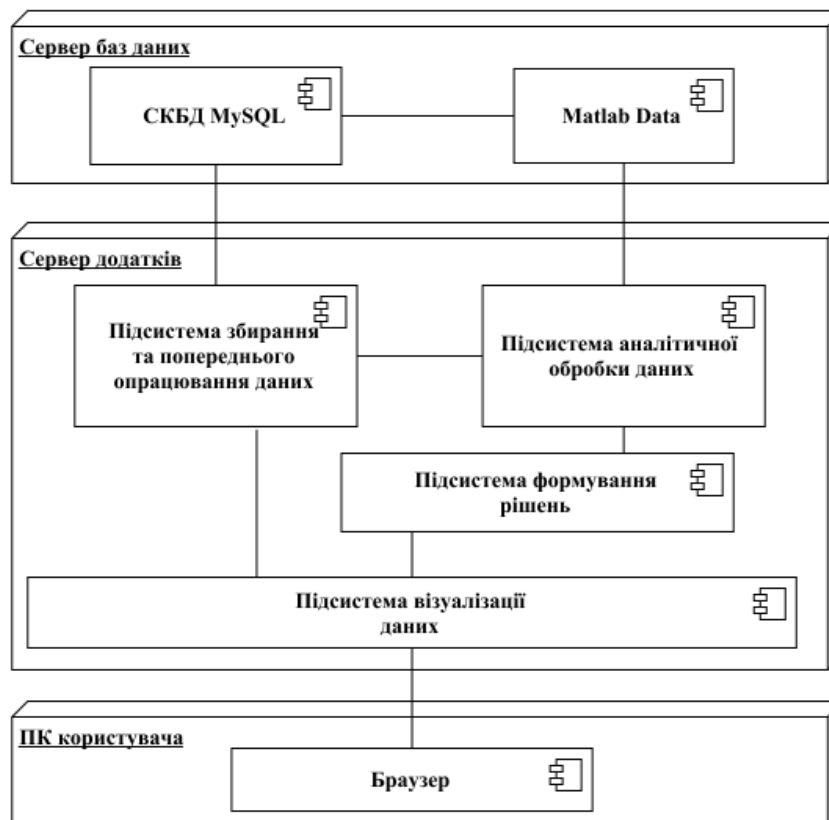 Сервер баз даних
СКБД MySQL
Matlab Data
Сервер додатків
Підсистема збирання
та попереднього
опрацювання даних
Підсистема аналітичної
обробки даних
Підсистема формування
рішень
Підсистема візуалізації
даних
ПК користувача
Браузер